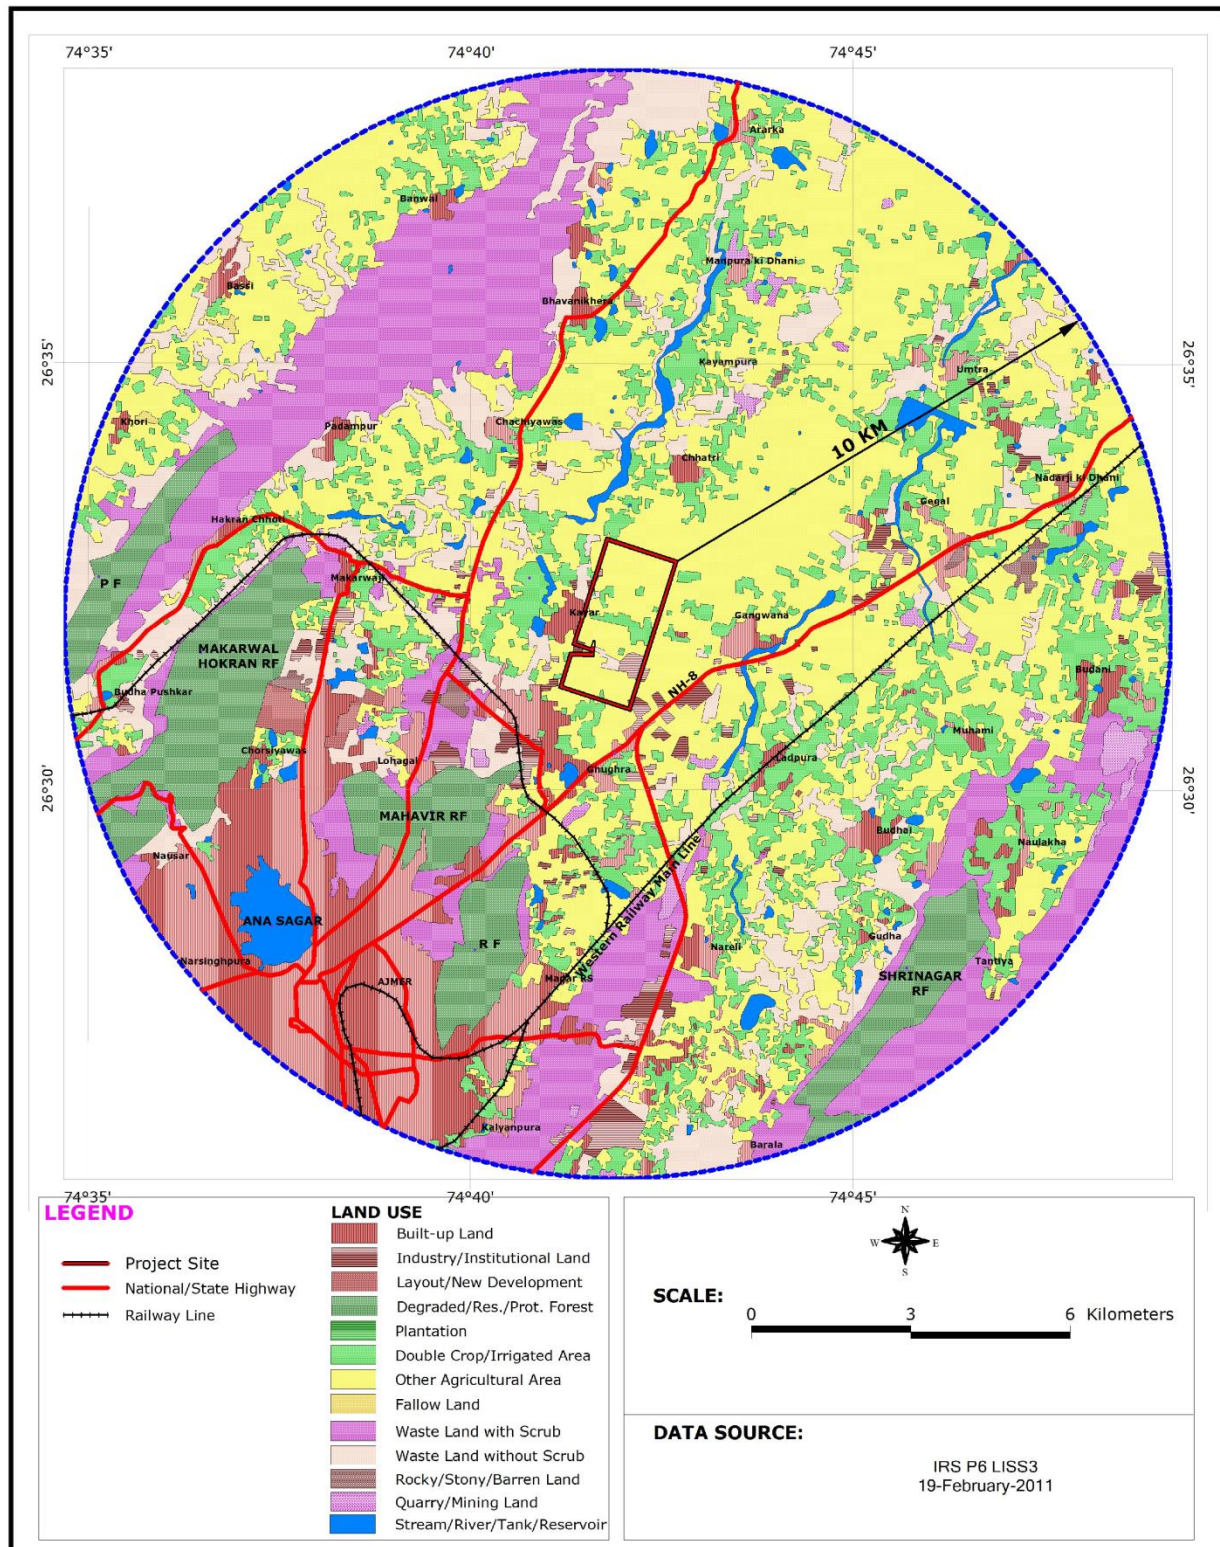 74°35'
74°40'
74°45'
Ararka
Banwal
Manpura ki Dhani
Bassi
Bhavanikhera
26°35'
26°35'
Kayampura
Umtra
Khori
Padampur
Chachiyawas
10 KM
Chhatri
Nadarji ki Dhani
Gegal
Hakran Chhoti
Makarwaji
P F
Kayar
Gangwana
MAKARWAL
HOKRAN RF
Budani
Budha Pushkar
NH-8
Muhami
Chorsiyawas
Lohagal
Ghughra
Ladpura
26°30'
26°30'
MAHAVIR RF
Budhai
Naulakha
Nausar
Western Railway Main Line
ANA SAGAR
R F
Nareli
Gudha
Narsinghpura
Tantiya
AJMER
Magar RS
SHRINAGAR
RF
Kalyanpura
Barala
74°35'
74°40'
74°45'
LEGEND
Project Site
National/State Highway
Railway Line
LAND USE
Built-up Land
Industry/Institutional Land
Layout/New Development
Degraded/Res./Prot. Forest
Plantation
Double Crop/Irrigated Area
Other Agricultural Area
Fallow Land
Waste Land with Scrub
Waste Land without Scrub
Rocky/Stony/Barren Land
Quarry/Mining Land
Stream/River/Tank/Reservoir
N
W E
S
SCALE:
0 3 6 Kilometers
DATA SOURCE:
IRS P6 LISS3
19-February-2011